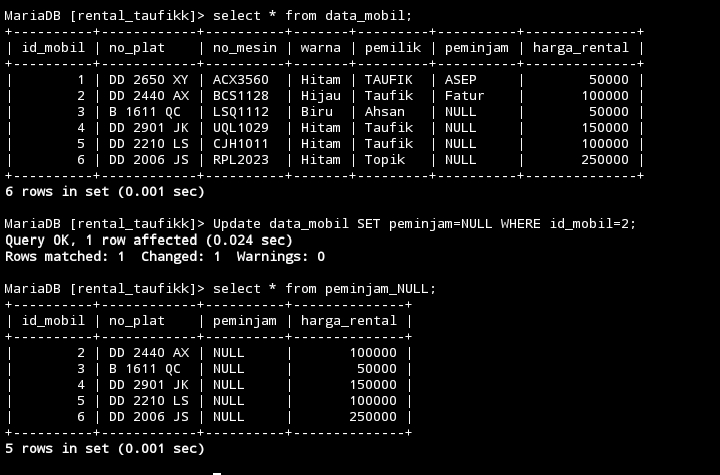 MariaDB [rental_taufikk]> select * from data_mobil;
+----------+------------+----------+-------+---------+----------+--------------+
| id_mobil | no_plat    | no_mesin | warna | pemilik | peminjam | harga_rental |
+----------+------------+----------+-------+---------+----------+--------------+
|        1 | DD 2650 XY | ACX3560  | Hitam | TAUFIK  | ASEP     |        50000 |
|        2 | DD 2440 AX | BCS1128  | Hijau | Taufik  | Fatur    |       100000 |
|        3 | B 1611 QC  | LSQ1112  | Biru  | Ahsan   | NULL     |        50000 |
|        4 | DD 2901 JK | UQL1029  | Hitam | Taufik  | NULL     |       150000 |
|        5 | DD 2210 LS | CJH1011  | Hitam | Taufik  | NULL     |       100000 |
|        6 | DD 2006 JS | RPL2023  | Hitam | Topik   | NULL     |       250000 |
+----------+------------+----------+-------+---------+----------+--------------+
6 rows in set (0.001 sec)
MariaDB [rental_taufikk]> Update data_mobil SET peminjam=NULL WHERE id_mobil=2;
Query OK, 1 row affected (0.024 sec)
Rows matched: 1  Changed: 1  Warnings: 0
MariaDB [rental_taufikk]> select * from peminjam_NULL;
+----------+------------+----------+--------------+
| id_mobil | no_plat    | peminjam | harga_rental |
+----------+------------+----------+--------------+
|        2 | DD 2440 AX | NULL     |       100000 |
|        3 | B 1611 QC  | NULL     |        50000 |
|        4 | DD 2901 JK | NULL     |       150000 |
|        5 | DD 2210 LS | NULL     |       100000 |
|        6 | DD 2006 JS | NULL     |       250000 |
+----------+------------+----------+--------------+
5 rows in set (0.001 sec)